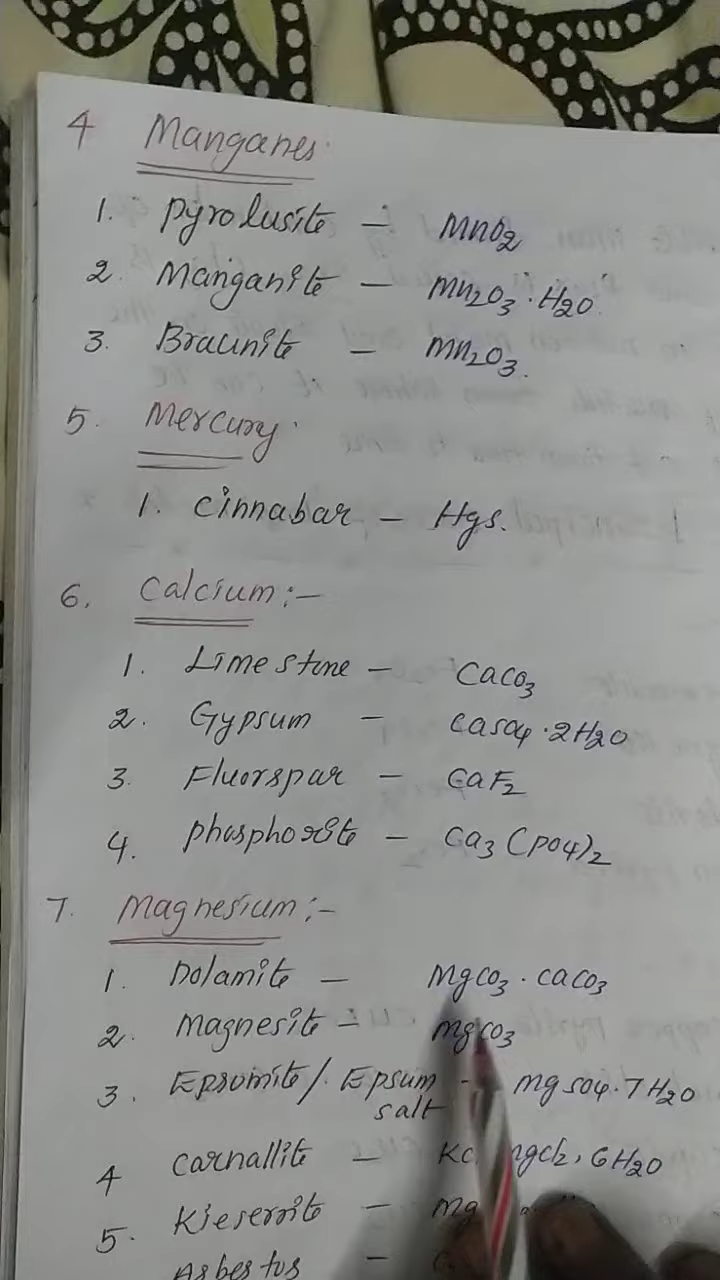 4 Manganes
1. Pyrolusite – MnO2
2. Manganite – Mn2O3·H2O
3. Braunite – Mn2O3.
5. Mercury
1. Cinnabar – Hgs.
6. Calcium:–
1. Limestone – CaCO3
2. Gypsum – CaSO4·2H2O
3. Fluorspar – CaF2
4. Phosphorite – Ca3(PO4)2
7. Magnesium:–
1. Dolamite – MgCO3·CaCO3
2. Magnesite – MgCO3
3. Epsomite/Epsum – MgSO4·7H2O
salt
4 Carnallite – 6H2O
5. Kieserite – Mg
Asbestos –